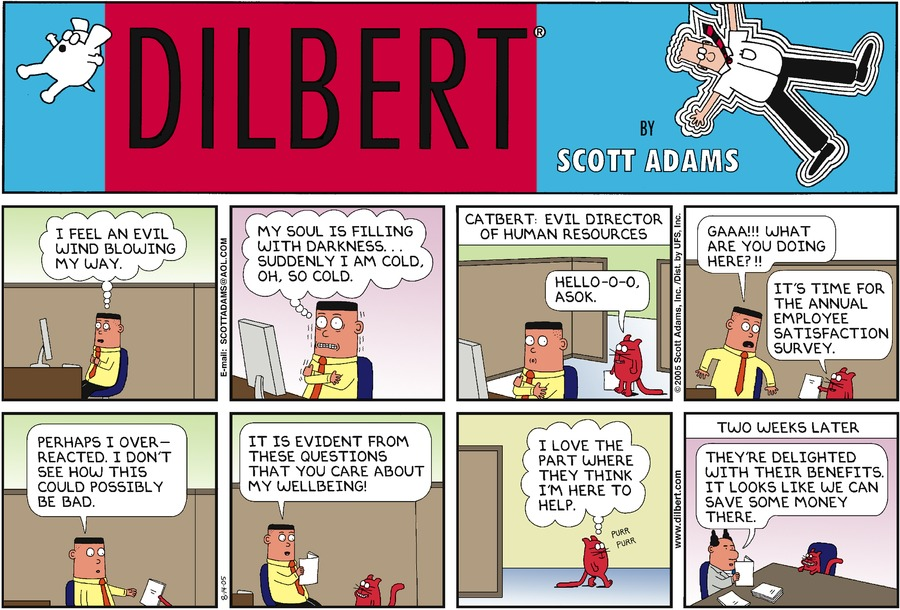 DILBERT®
BY
SCOTT ADAMS
I FEEL AN EVIL
WIND BLOWING
MY WAY.
E-mail: SCOTTADAMS@AOL.COM
MY SOUL IS FILLING
WITH DARKNESS...
SUDDENLY I AM COLD,
OH, SO COLD.
CATBERT: EVIL DIRECTOR
OF HUMAN RESOURCES
HELLO-O-O,
ASOK.
© 2005 Scott Adams, Inc. /Dist. by UFS, Inc.
GAAA!!! WHAT
ARE YOU DOING
HERE?!!
IT'S TIME FOR
THE ANNUAL
EMPLOYEE
SATISFACTION
SURVEY.
PERHAPS I OVER-
REACTED. I DON'T
SEE HOW THIS
COULD POSSIBLY
BE BAD.
8-14-05
IT IS EVIDENT FROM
THESE QUESTIONS
THAT YOU CARE ABOUT
MY WELLBEING!
I LOVE THE
PART WHERE
THEY THINK
I'M HERE TO
HELP.
PURR
PURR
www.dilbert.com
TWO WEEKS LATER
THEY'RE DELIGHTED
WITH THEIR BENEFITS.
IT LOOKS LIKE WE CAN
SAVE SOME MONEY
THERE.